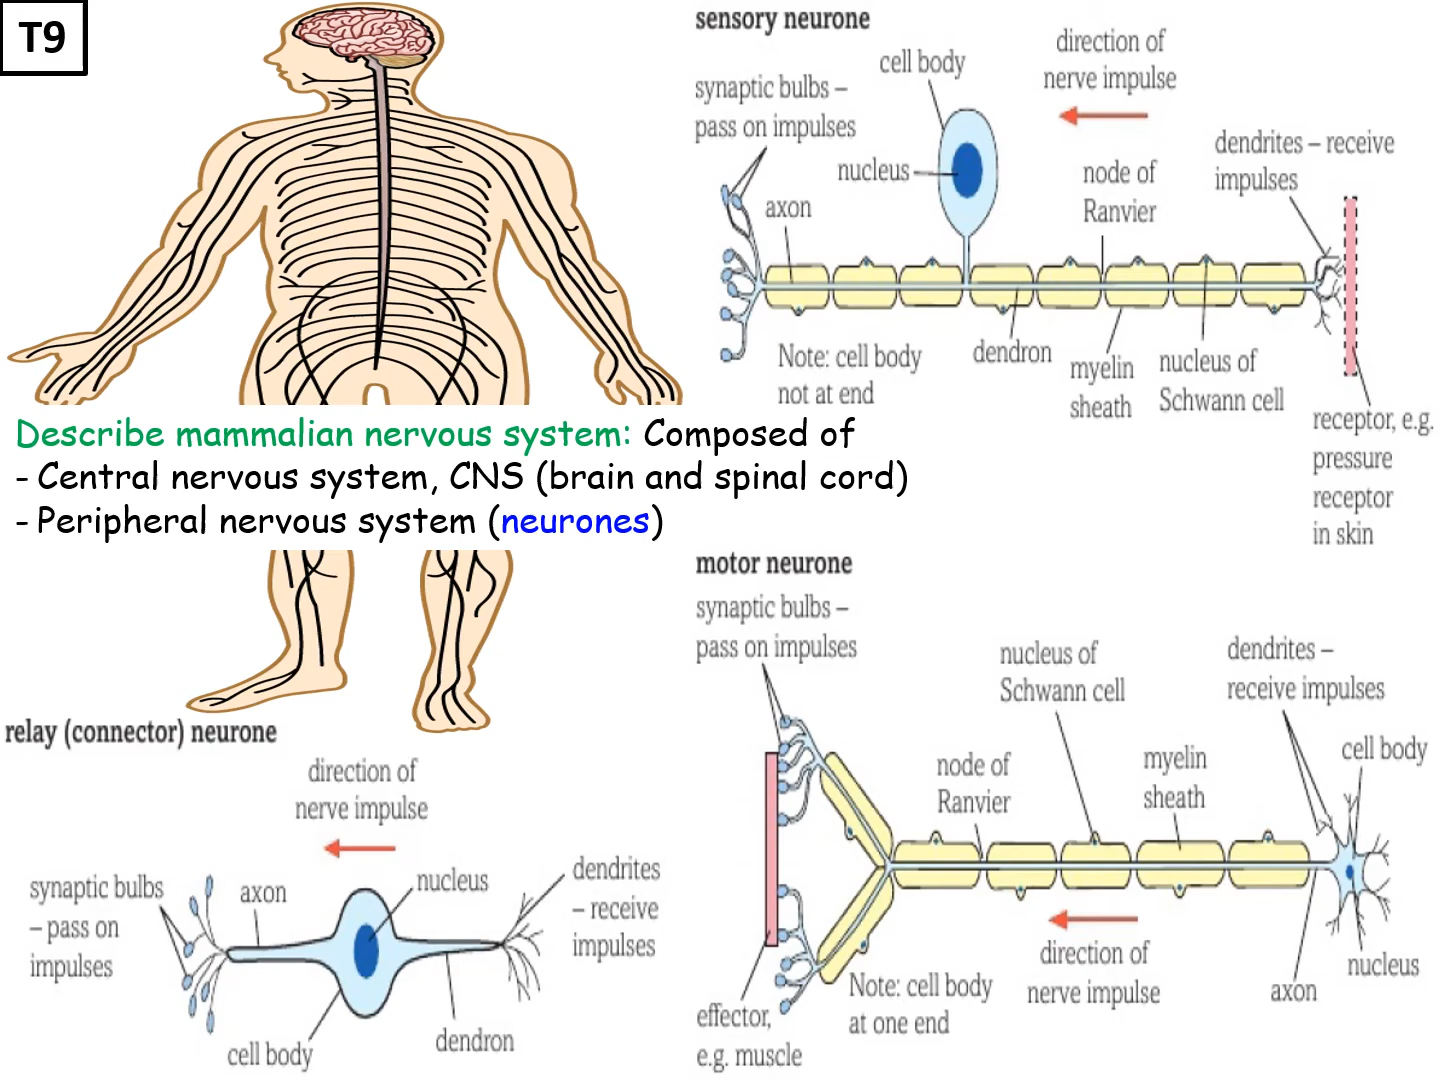 T9
sensory neurone
direction of
nerve impulse
cell body
synaptic bulbs –
pass on impulses
dendrites – receive
impulses
nucleus
node of
Ranvier
axon
Note: cell body
not at end
dendron
myelin
sheath
nucleus of
Schwann cell
receptor, e.g.
pressure
receptor
in skin
Describe mammalian nervous system: Composed of
- Central nervous system, CNS (brain and spinal cord)
- Peripheral nervous system (neurones)
motor neurone
synaptic bulbs –
pass on impulses
nucleus of
Schwann cell
dendrites –
receive impulses
cell body
node of
Ranvier
myelin
sheath
direction of
nerve impulse
nucleus
axon
Note: cell body
at one end
effector,
e.g. muscle
relay (connector) neurone
direction of
nerve impulse
synaptic bulbs
– pass on
impulses
axon
nucleus
dendrites
– receive
impulses
cell body
dendron